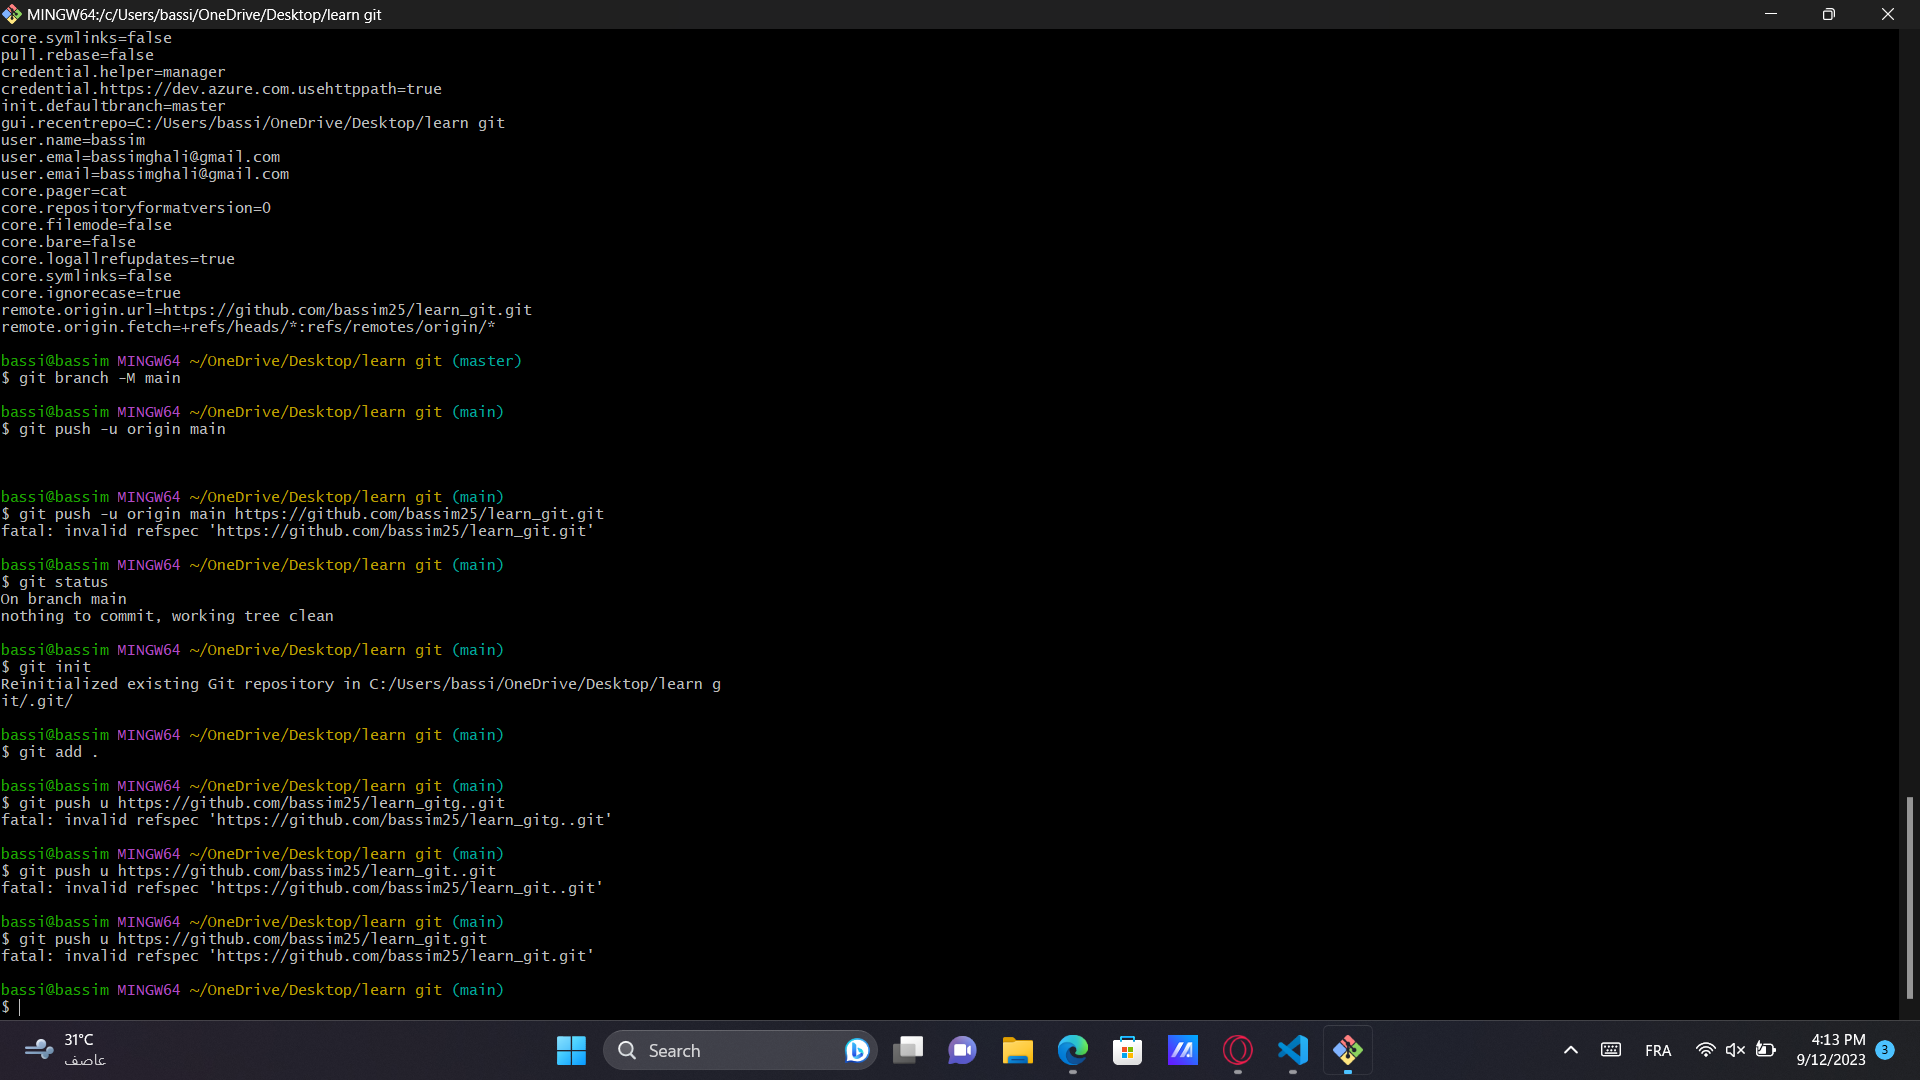 MINGW64:/c/Users/bassi/OneDrive/Desktop/learn git
core.symlinks=false
pull.rebase=false
credential.helper=manager
credential.https://dev.azure.com.usehttppath=true
init.defaultbranch=master
gui.recentrepo=C:/Users/bassi/OneDrive/Desktop/learn git
user.name=bassim
user.emal=bassimghali@gmail.com
user.email=bassimghali@gmail.com
core.pager=cat
core.repositoryformatversion=0
core.filemode=false
core.bare=false
core.logallrefupdates=true
core.symlinks=false
core.ignorecase=true
remote.origin.url=https://github.com/bassim25/learn_git.git
remote.origin.fetch=+refs/heads/*:refs/remotes/origin/*
bassi@bassim MINGW64 ~/OneDrive/Desktop/learn git (master)
$ git branch -M main
bassi@bassim MINGW64 ~/OneDrive/Desktop/learn git (main)
$ git push -u origin main
bassi@bassim MINGW64 ~/OneDrive/Desktop/learn git (main)
$ git push -u origin main https://github.com/bassim25/learn_git.git
fatal: invalid refspec 'https://github.com/bassim25/learn_git.git'
bassi@bassim MINGW64 ~/OneDrive/Desktop/learn git (main)
$ git status
On branch main
nothing to commit, working tree clean
bassi@bassim MINGW64 ~/OneDrive/Desktop/learn git (main)
$ git init
Reinitialized existing Git repository in C:/Users/bassi/OneDrive/Desktop/learn g
it/.git/
bassi@bassim MINGW64 ~/OneDrive/Desktop/learn git (main)
$ git add .
bassi@bassim MINGW64 ~/OneDrive/Desktop/learn git (main)
$ git push u https://github.com/bassim25/learn_gitg..git
fatal: invalid refspec 'https://github.com/bassim25/learn_gitg..git'
bassi@bassim MINGW64 ~/OneDrive/Desktop/learn git (main)
$ git push u https://github.com/bassim25/learn_git..git
fatal: invalid refspec 'https://github.com/bassim25/learn_git..git'
bassi@bassim MINGW64 ~/OneDrive/Desktop/learn git (main)
$ git push u https://github.com/bassim25/learn_git.git
fatal: invalid refspec 'https://github.com/bassim25/learn_git.git'
bassi@bassim MINGW64 ~/OneDrive/Desktop/learn git (main)
$
31°C
عاصف
Search
FRA
4:13 PM
9/12/2023
3